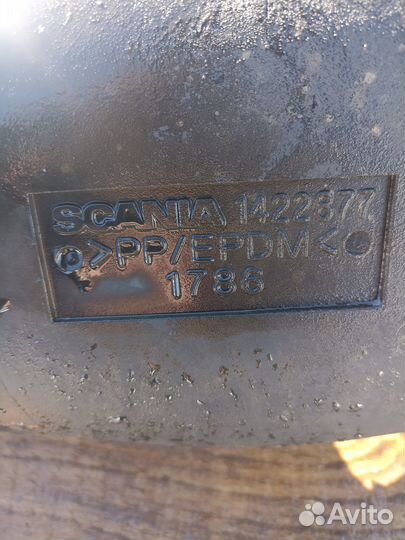 SCANIA 1422877
>PP/EPDM<
1786
Avito